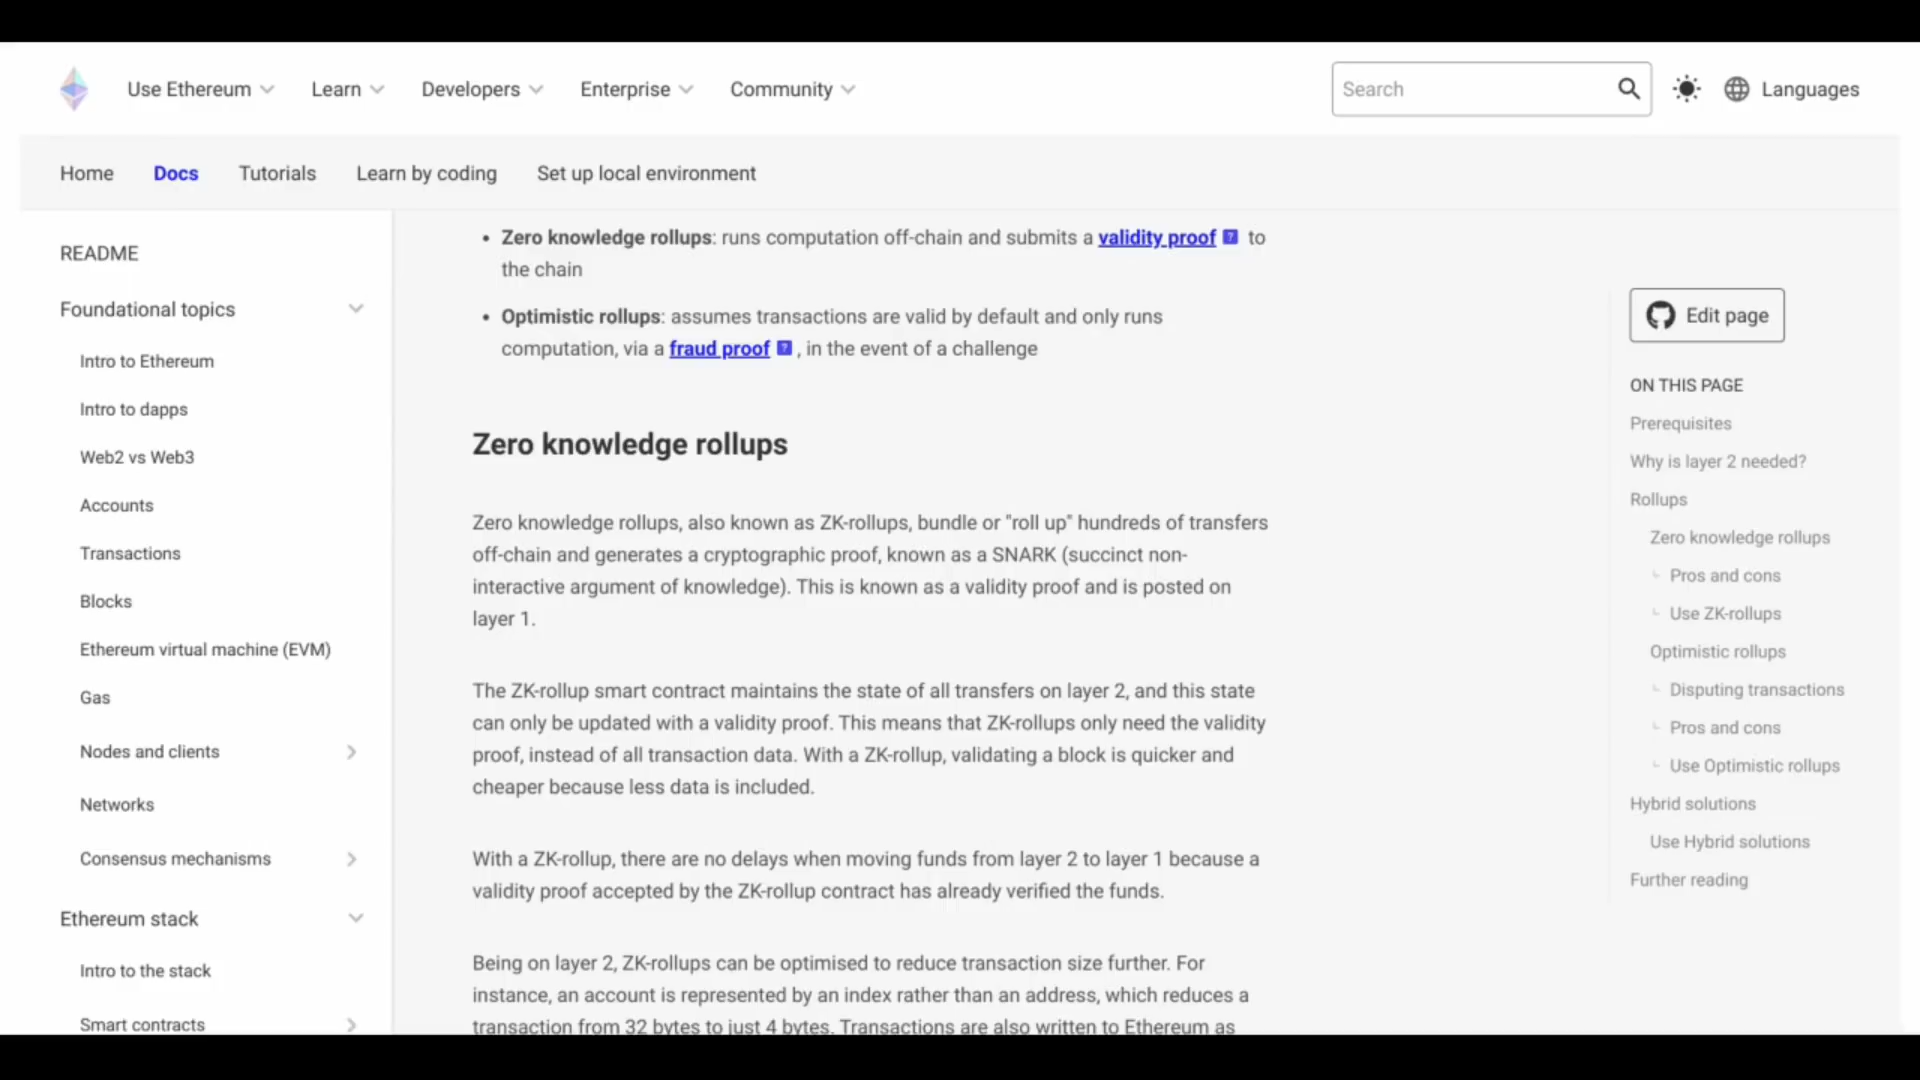 Use Ethereum Learn Developers Enterprise Community Search Languages
Home Docs Tutorials Learn by coding Set up local environment
README
Foundational topics
Intro to Ethereum
Intro to dapps
Web2 vs Web3
Accounts
Transactions
Blocks
Ethereum virtual machine (EVM)
Gas
Nodes and clients
Networks
Consensus mechanisms
Ethereum stack
Intro to the stack
Smart contracts
• Zero knowledge rollups: runs computation off-chain and submits a validity proof ? to
the chain
• Optimistic rollups: assumes transactions are valid by default and only runs
computation, via a fraud proof ? , in the event of a challenge
Zero knowledge rollups
Zero knowledge rollups, also known as ZK-rollups, bundle or "roll up" hundreds of transfers
off-chain and generates a cryptographic proof, known as a SNARK (succinct non-
interactive argument of knowledge). This is known as a validity proof and is posted on
layer 1.
The ZK-rollup smart contract maintains the state of all transfers on layer 2, and this state
can only be updated with a validity proof. This means that ZK-rollups only need the validity
proof, instead of all transaction data. With a ZK-rollup, validating a block is quicker and
cheaper because less data is included.
With a ZK-rollup, there are no delays when moving funds from layer 2 to layer 1 because a
validity proof accepted by the ZK-rollup contract has already verified the funds.
Being on layer 2, ZK-rollups can be optimised to reduce transaction size further. For
instance, an account is represented by an index rather than an address, which reduces a
transaction from 32 bytes to just 4 bytes. Transactions are also written to Ethereum as
Edit page
ON THIS PAGE
Prerequisites
Why is layer 2 needed?
Rollups
Zero knowledge rollups
Pros and cons
Use ZK-rollups
Optimistic rollups
Disputing transactions
Pros and cons
Use Optimistic rollups
Hybrid solutions
Use Hybrid solutions
Further reading